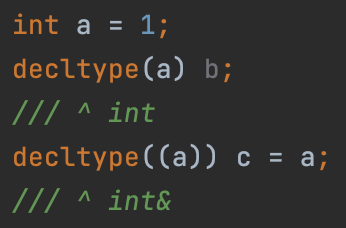 int a = 1;
decltype(a) b;
/// ^ int
decltype((a)) c = a;
/// ^ int&